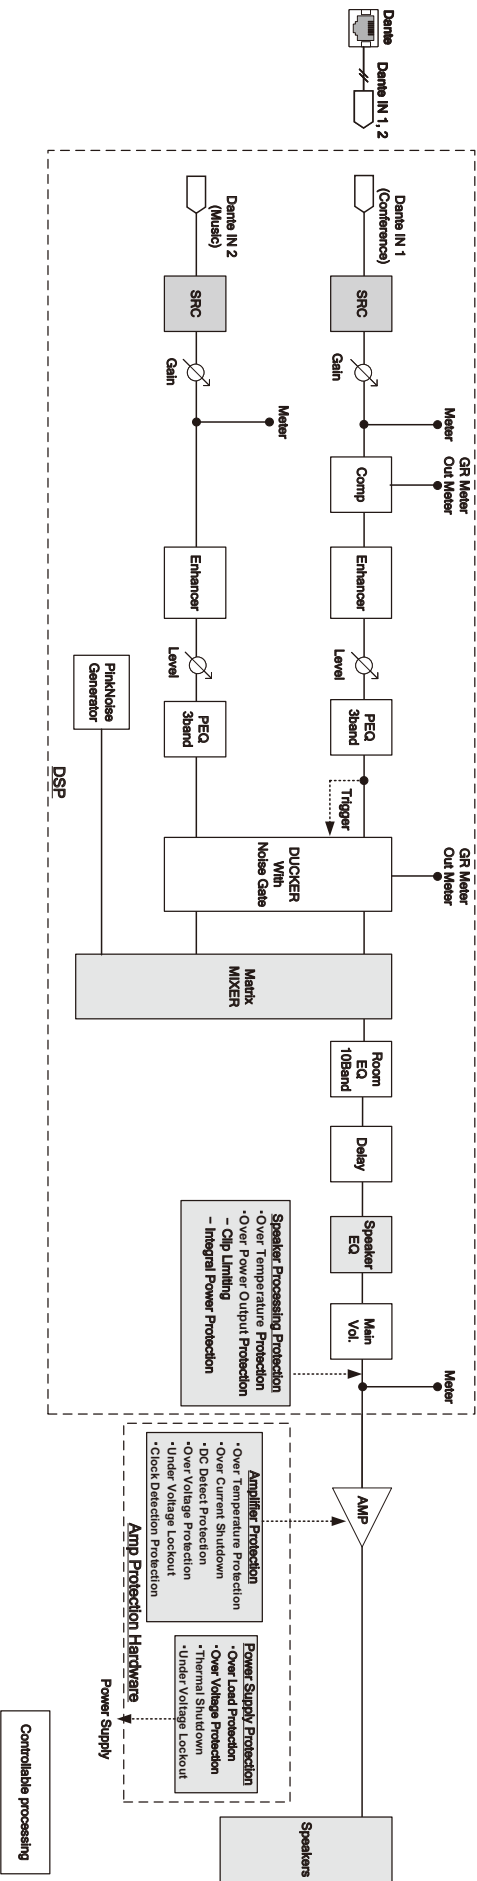 Dante
Dante IN 1, 2
Dante IN 1
(Conference)
SRC
Gain
Meter
Comp
GR Meter
Out Meter
Enhancer
Level
PEQ
3band
Trigger
GR Meter
Out Meter
Dante IN 2
(Music)
SRC
Gain
Meter
Enhancer
Level
PEQ
3band
DUCKER
With
Noise Gate
PinkNoise
Generator
Matrix
MIXER
Room
EQ
10Band
Delay
Speaker
EQ
Main
Vol.
Meter
Speaker Processing Protection
•Over Temperature Protection
•Over Power Output Protection
– Clip Limiting
– Integral Power Protection
DSP
AMP
Amplifier Protection
•Over Temperature Protection
•Over Current Shutdown
•DC Detect Protection
•Over Voltage Protection
•Under Voltage Lockout
•Clock Detection Protection
Power Supply Protection
•Over Load Protection
•Over Voltage Protection
•Thermal Shutdown
•Under Voltage Lockout
Amp Protection Hardware
Power Supply
Speakers
Controllable processing